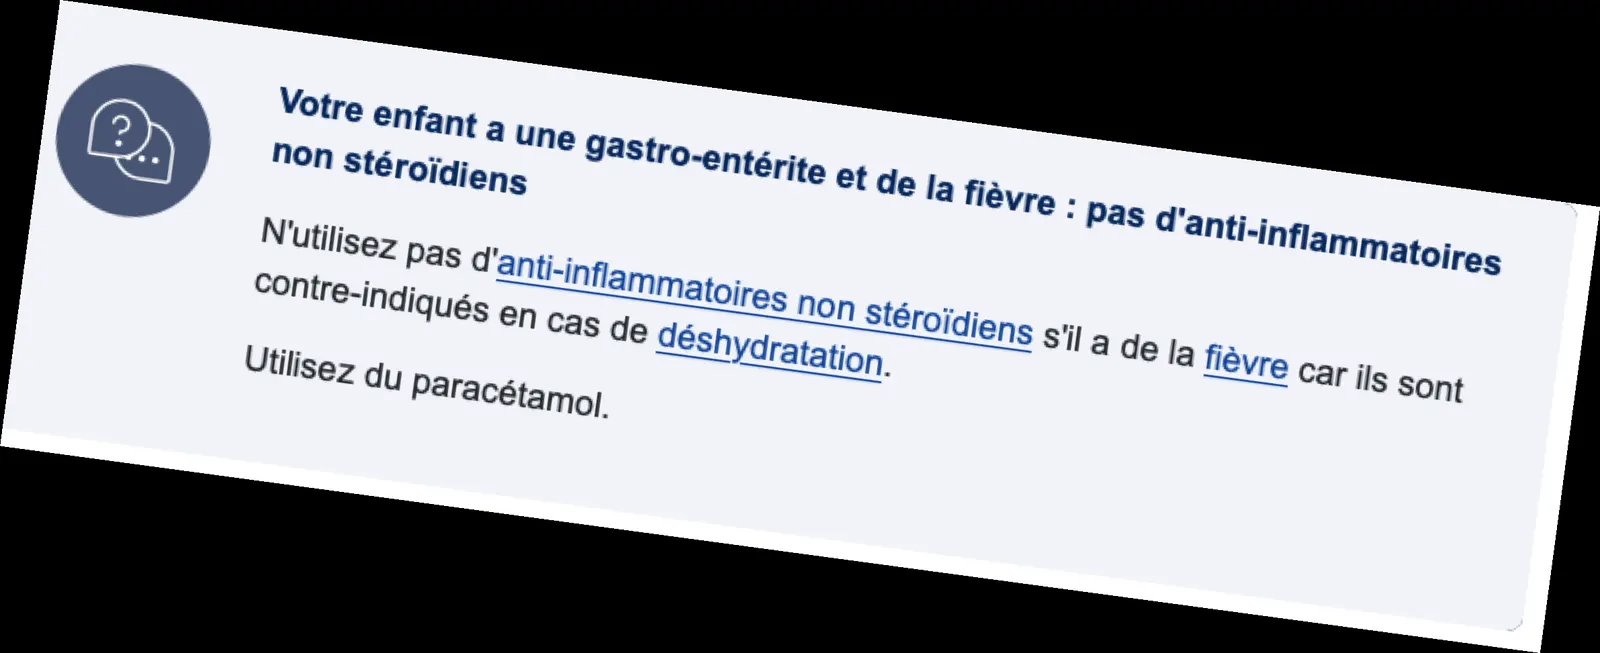 Votre enfant a une gastro-entérite et de la fièvre : pas d'anti-inflammatoires
non stéroïdiens
N'utilisez pas d'anti-inflammatoires non stéroïdiens s'il a de la fièvre car ils sont
contre-indiqués en cas de déshydratation.
Utilisez du paracétamol.